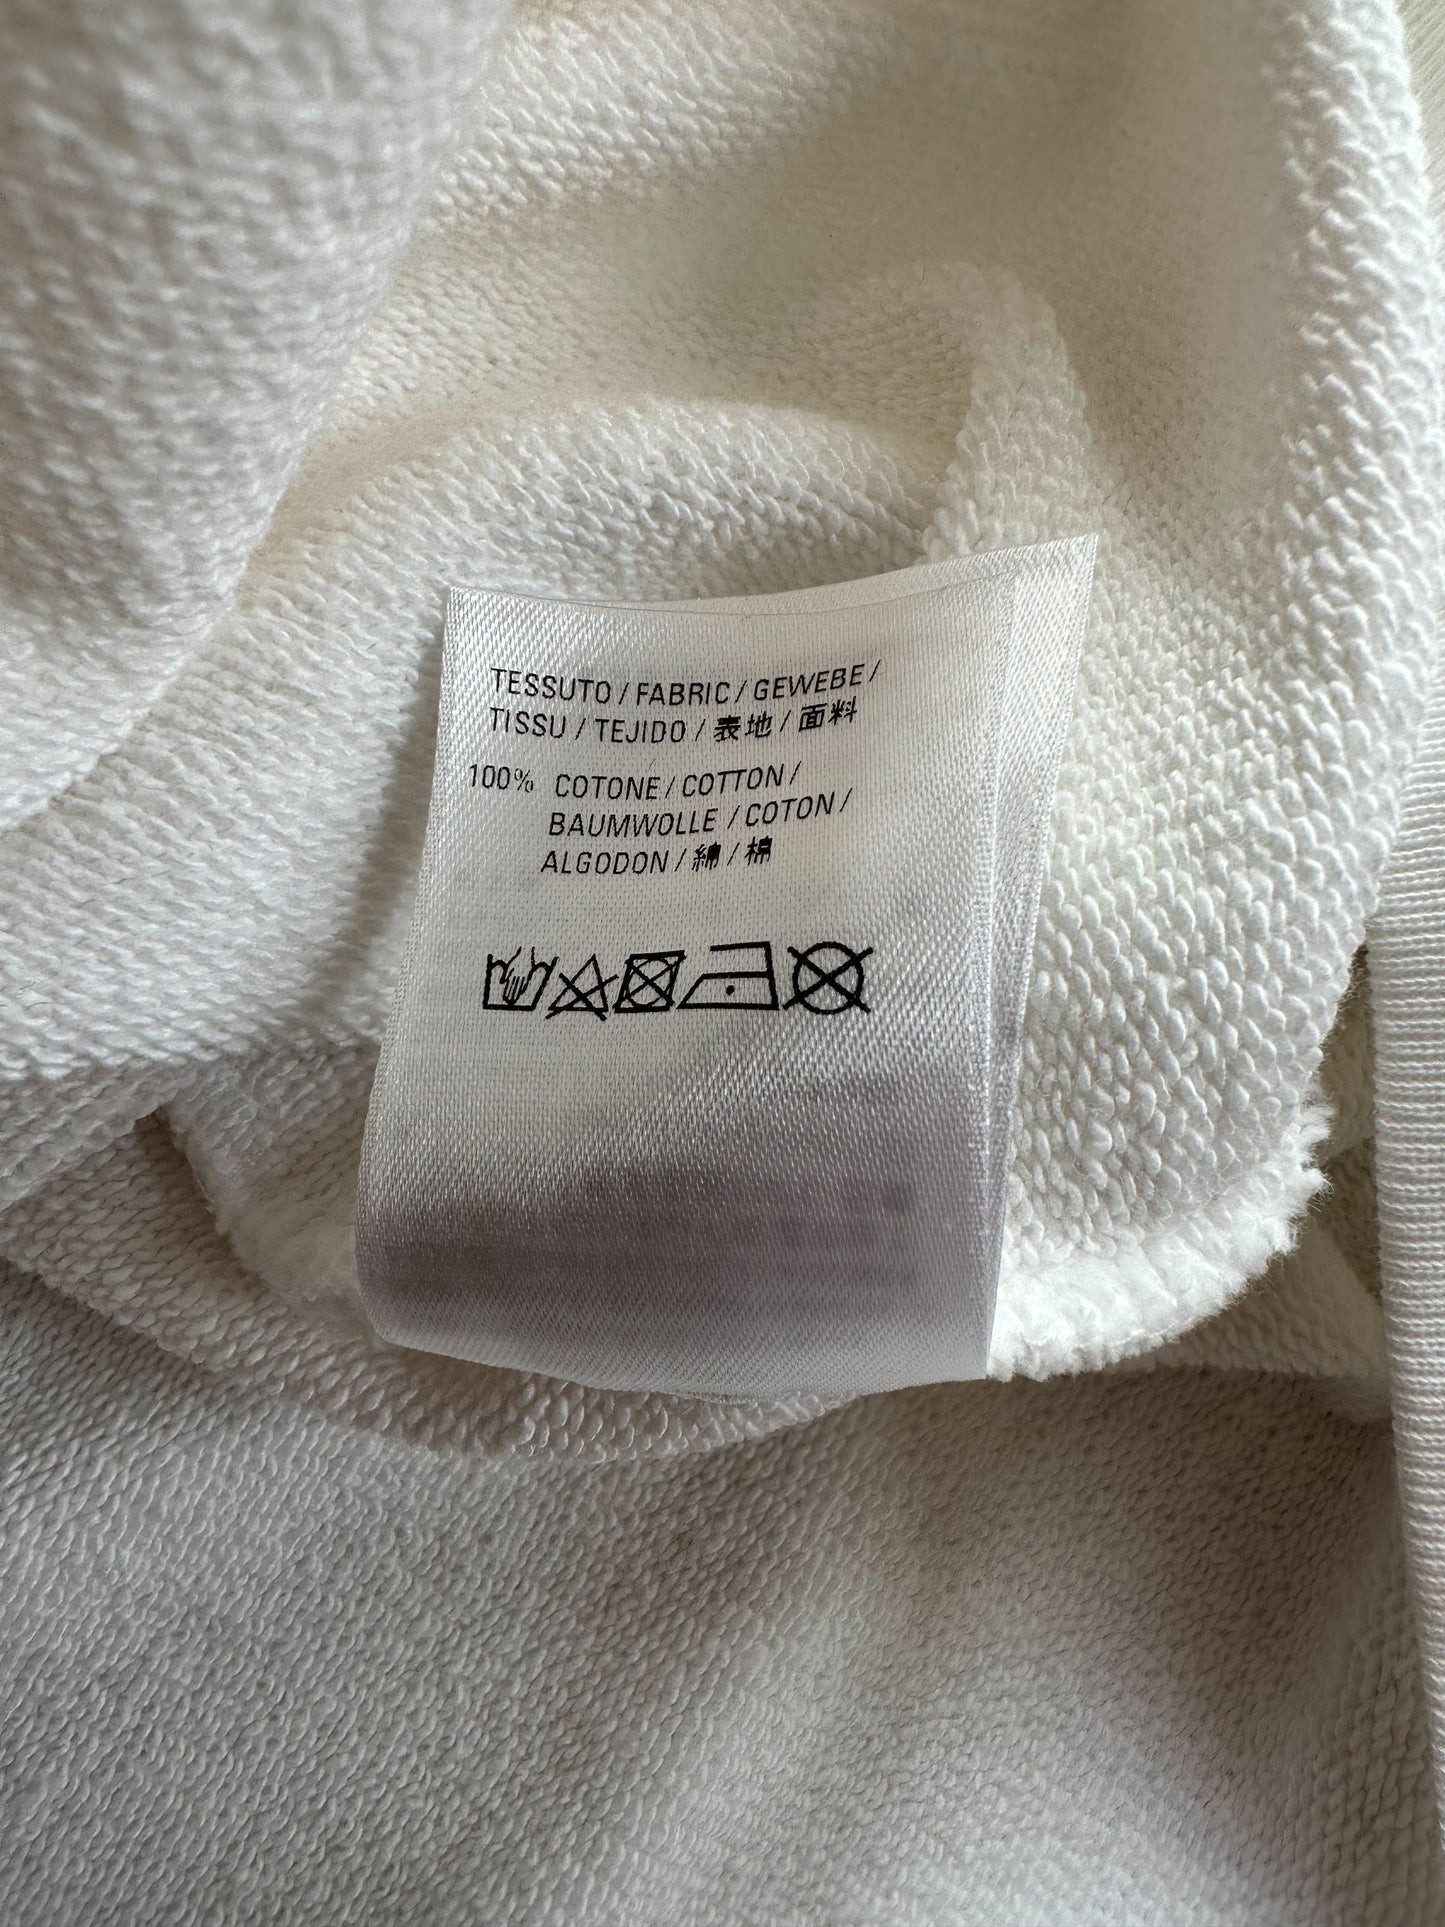 TESSUTO / FABRIC / GEWEBE /
TISSU / TEJIDO / 表地 / 面料
100% COTONE / COTTON /
BAUMWOLLE / COTON /
ALGODON / 綿 / 棉